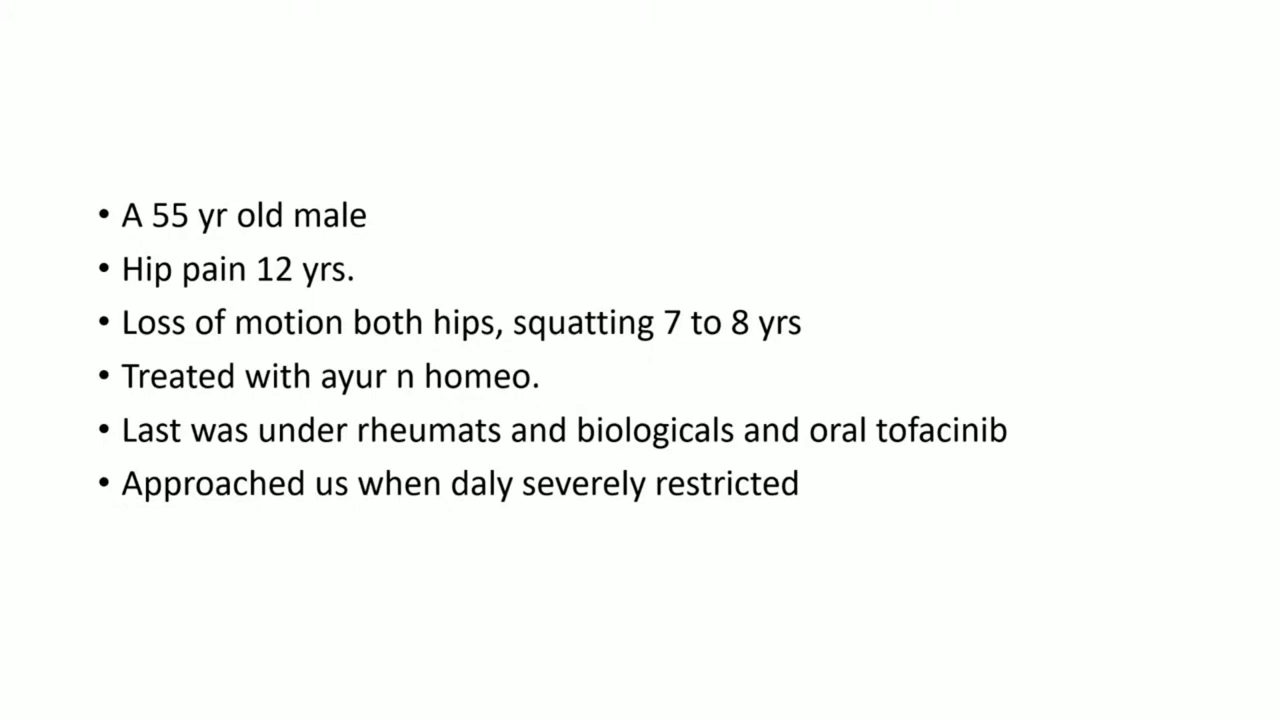 • A 55 yr old male
• Hip pain 12 yrs.
• Loss of motion both hips, squatting 7 to 8 yrs
• Treated with ayur n homeo.
• Last was under rheumats and biologicals and oral tofacinib
• Approached us when daly severely restricted